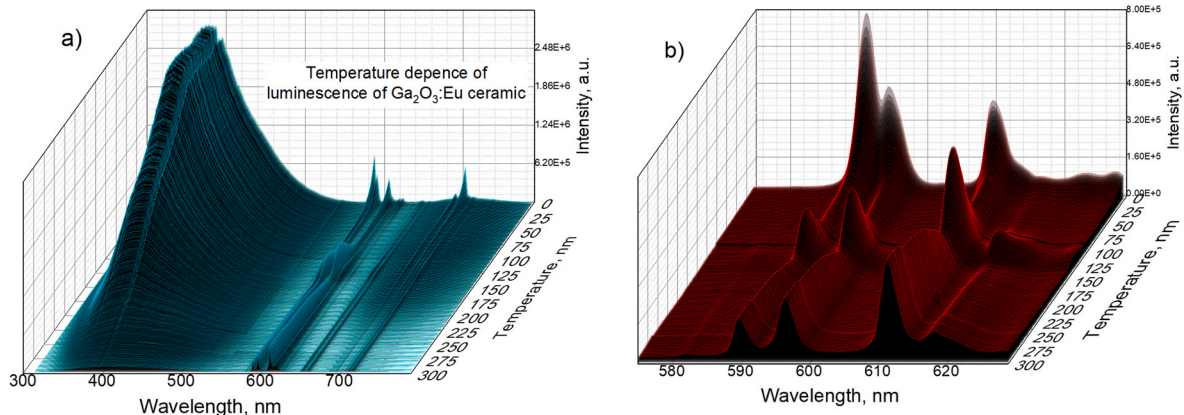 a)
Temperature depence of
luminescence of Ga₂O₃:Eu ceramic
2.48E+6
1.86E+6
1.24E+6
6.20E+5
0
Intensity, a.u.
0
25
50
75
100
125
150
175
200
225
250
275
300
Temperature, nm
300
400
500
600
700
Wavelength, nm
b)
8.00E+5
6.40E+5
4.80E+5
3.20E+5
1.60E+5
0.00E+0
Intensity, a.u.
0
25
50
75
100
125
150
175
200
225
250
275
300
Temperature, nm
580
590
600
610
620
Wavelength, nm